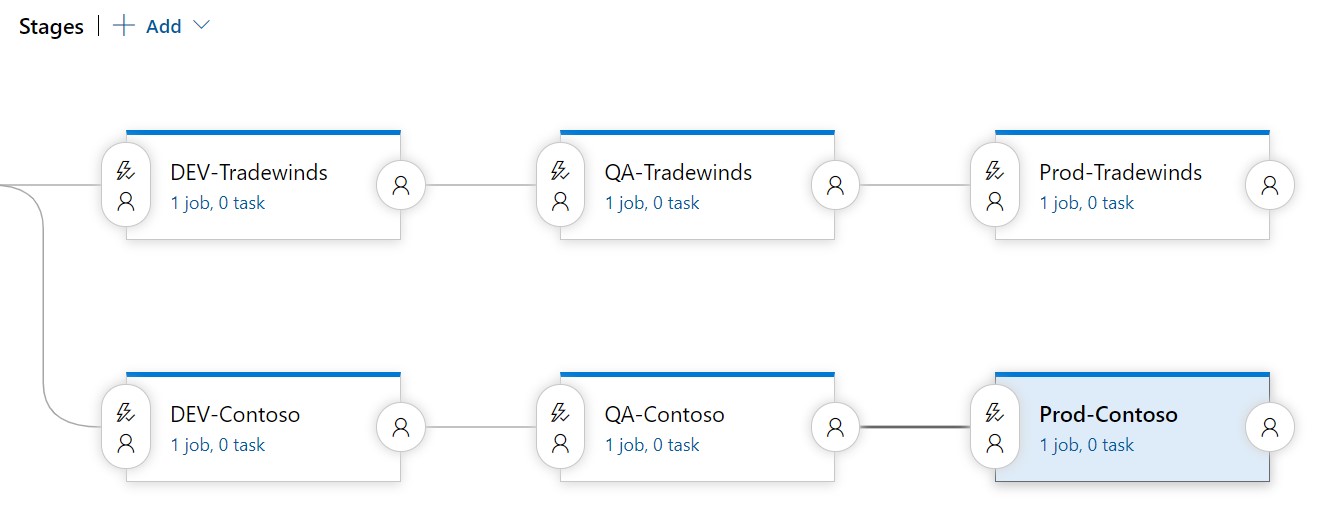 Stages | + Add
DEV-Tradewinds
1 job, 0 task
QA-Tradewinds
1 job, 0 task
Prod-Tradewinds
1 job, 0 task
DEV-Contoso
1 job, 0 task
QA-Contoso
1 job, 0 task
Prod-Contoso
1 job, 0 task